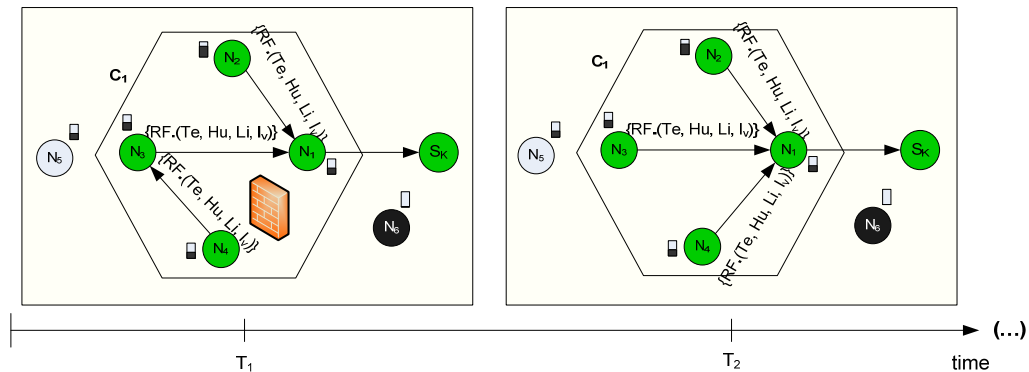 C₁
N₂
{RF.(Te, Hu, Li, Iᵥ)}
{RF.(Te, Hu, Li, Iᵥ)}
N₅
N₃
N₁
Sₖ
{RF.(Te, Hu, Li, Iᵥ)}
N₄
N₆
C₁
N₂
{RF.(Te, Hu, Li, Iᵥ)}
{RF.(Te, Hu, Li, Iᵥ)}
N₅
N₃
N₁
Sₖ
{RF.(Te, Hu, Li, Iᵥ)}
N₄
N₆
(...)
T₁
T₂
time